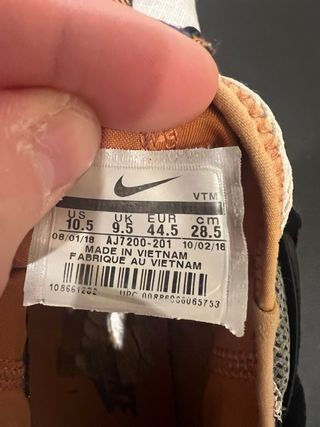 VTM
US UK EUR cm
10.5 9.5 44.5 28.5
08/01/18 AJ7200-201 10/02/18
MADE IN VIETNAM
FABRIQUE AU VIETNAM
UPC